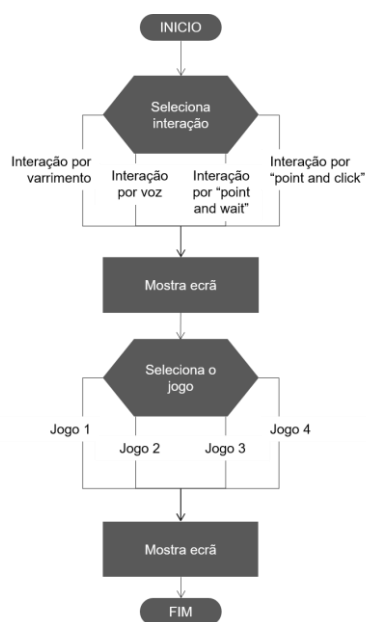 INICIO
Seleciona
interação
Interação por
varrimento
Interação
por voz
Interação
por “point
and wait”
Interação por
“point and click”
Mostra ecrã
Seleciona o
jogo
Jogo 1
Jogo 2
Jogo 3
Jogo 4
Mostra ecrã
FIM